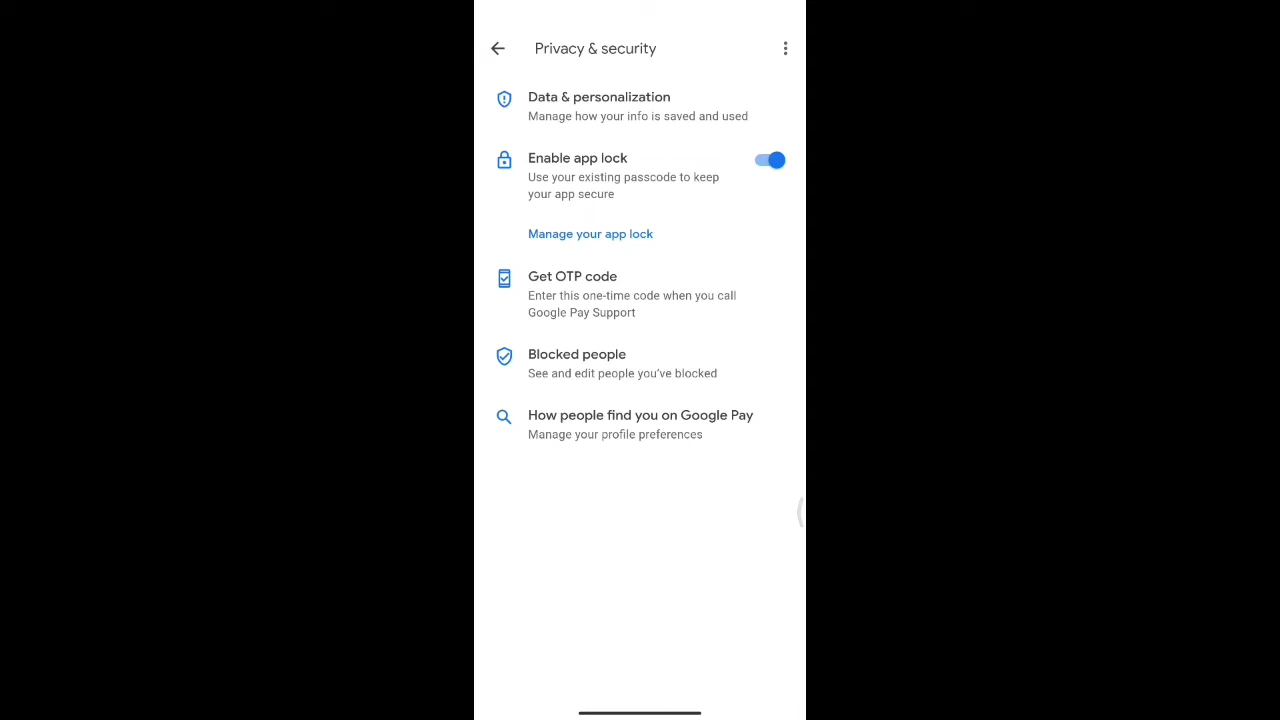 Privacy & security
Data & personalization
Manage how your info is saved and used
Enable app lock
Use your existing passcode to keep
your app secure
Manage your app lock
Get OTP code
Enter this one-time code when you call
Google Pay Support
Blocked people
See and edit people you’ve blocked
How people find you on Google Pay
Manage your profile preferences